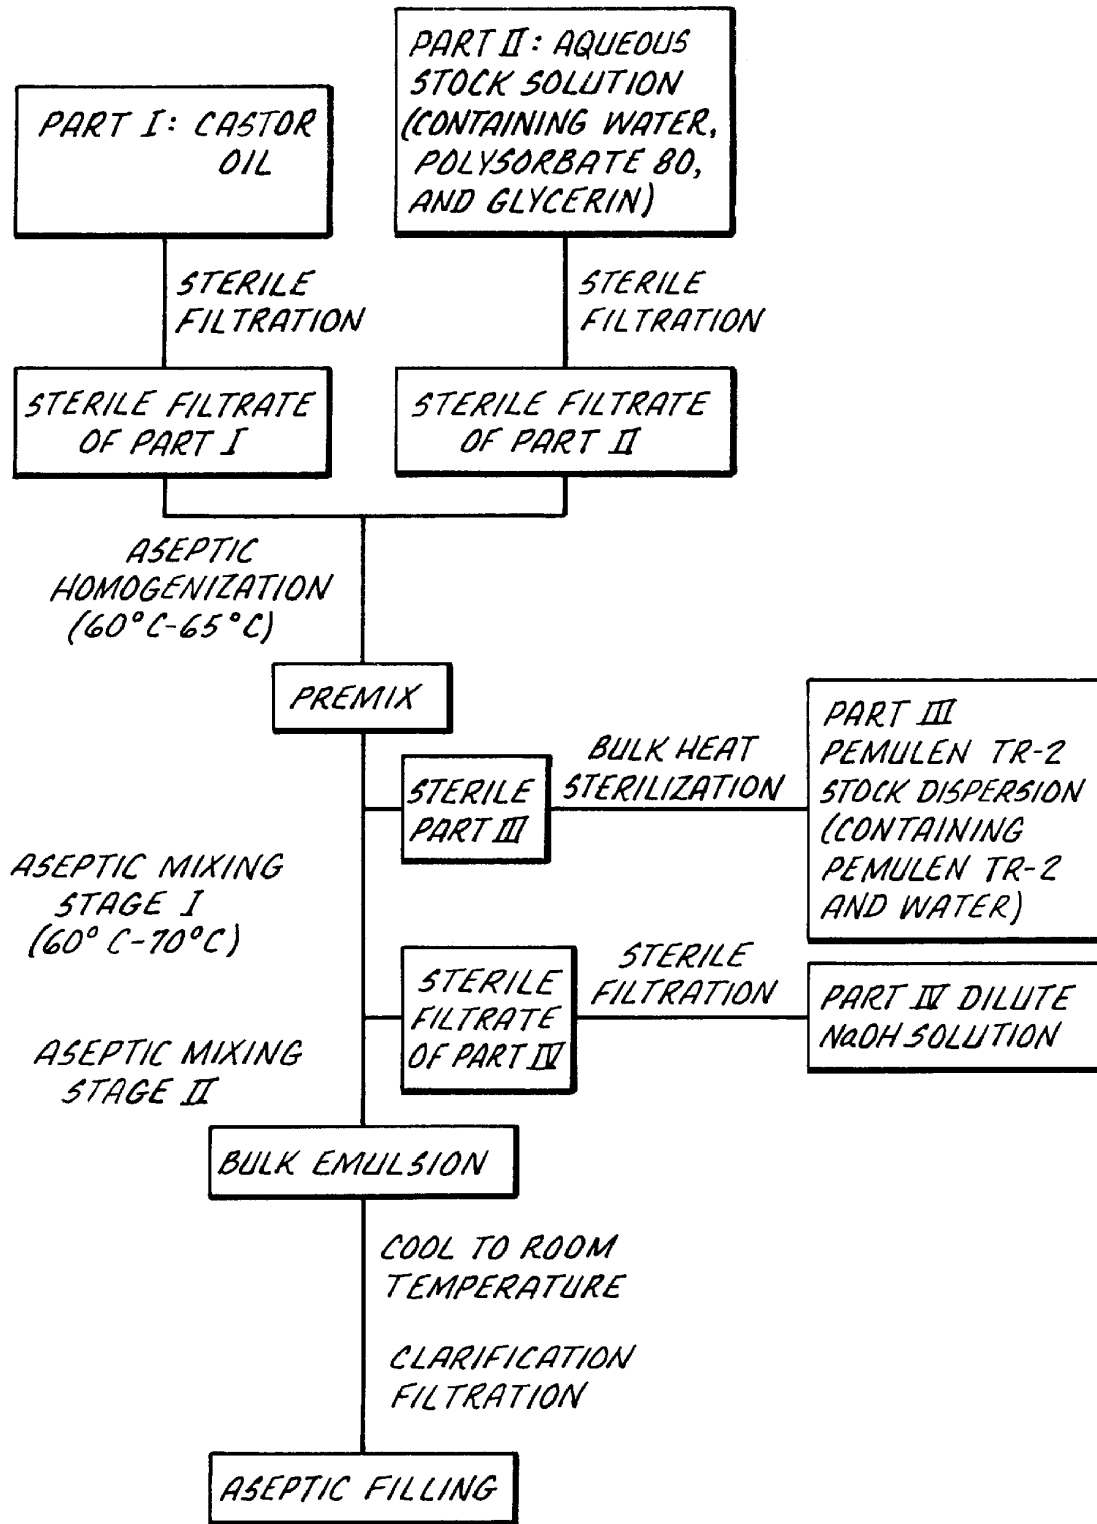 PART I: CASTOR
OIL
PART II: AQUEOUS
STOCK SOLUTION
(CONTAINING WATER,
POLYSORBATE 80,
AND GLYCERIN)
STERILE
FILTRATION
STERILE
FILTRATION
STERILE FILTRATE
OF PART I
STERILE FILTRATE
OF PART II
ASEPTIC
HOMOGENIZATION
(60°C-65°C)
PREMIX
STERILE
PART III
BULK HEAT
STERILIZATION
PART III
PEMULEN TR-2
STOCK DISPERSION
(CONTAINING
PEMULEN TR-2
AND WATER)
ASEPTIC MIXING
STAGE I
(60° C-70°C)
STERILE
FILTRATE
OF PART IV
STERILE
FILTRATION
PART IV DILUTE
NaOH SOLUTION
ASEPTIC MIXING
STAGE II
BULK EMULSION
COOL TO ROOM
TEMPERATURE
CLARIFICATION
FILTRATION
ASEPTIC FILLING